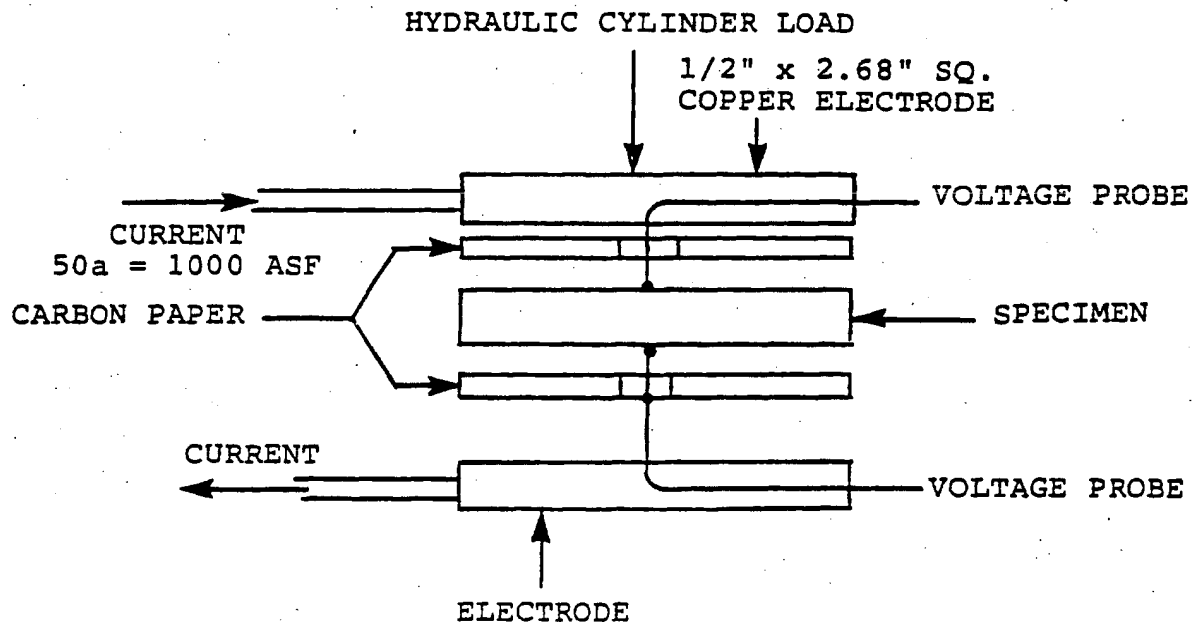 HYDRAULIC CYLINDER LOAD
1/2" x 2.68" SQ.
COPPER ELECTRODE
VOLTAGE PROBE
CURRENT
50a = 1000 ASF
CARBON PAPER
SPECIMEN
CURRENT
VOLTAGE PROBE
ELECTRODE